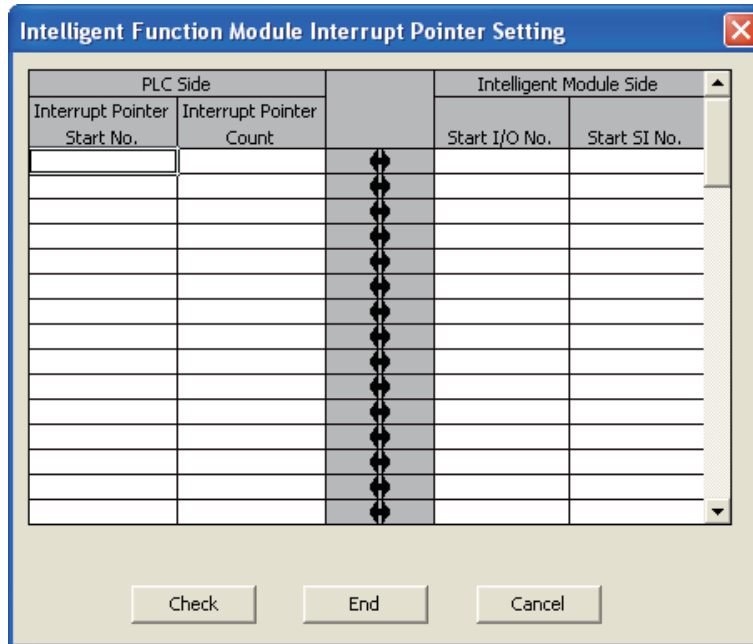 Intelligent Function Module Interrupt Pointer Setting
PLC Side
Intelligent Module Side
Interrupt Pointer
Start No.
Interrupt Pointer
Count
Start I/O No.
Start SI No.
Check
End
Cancel